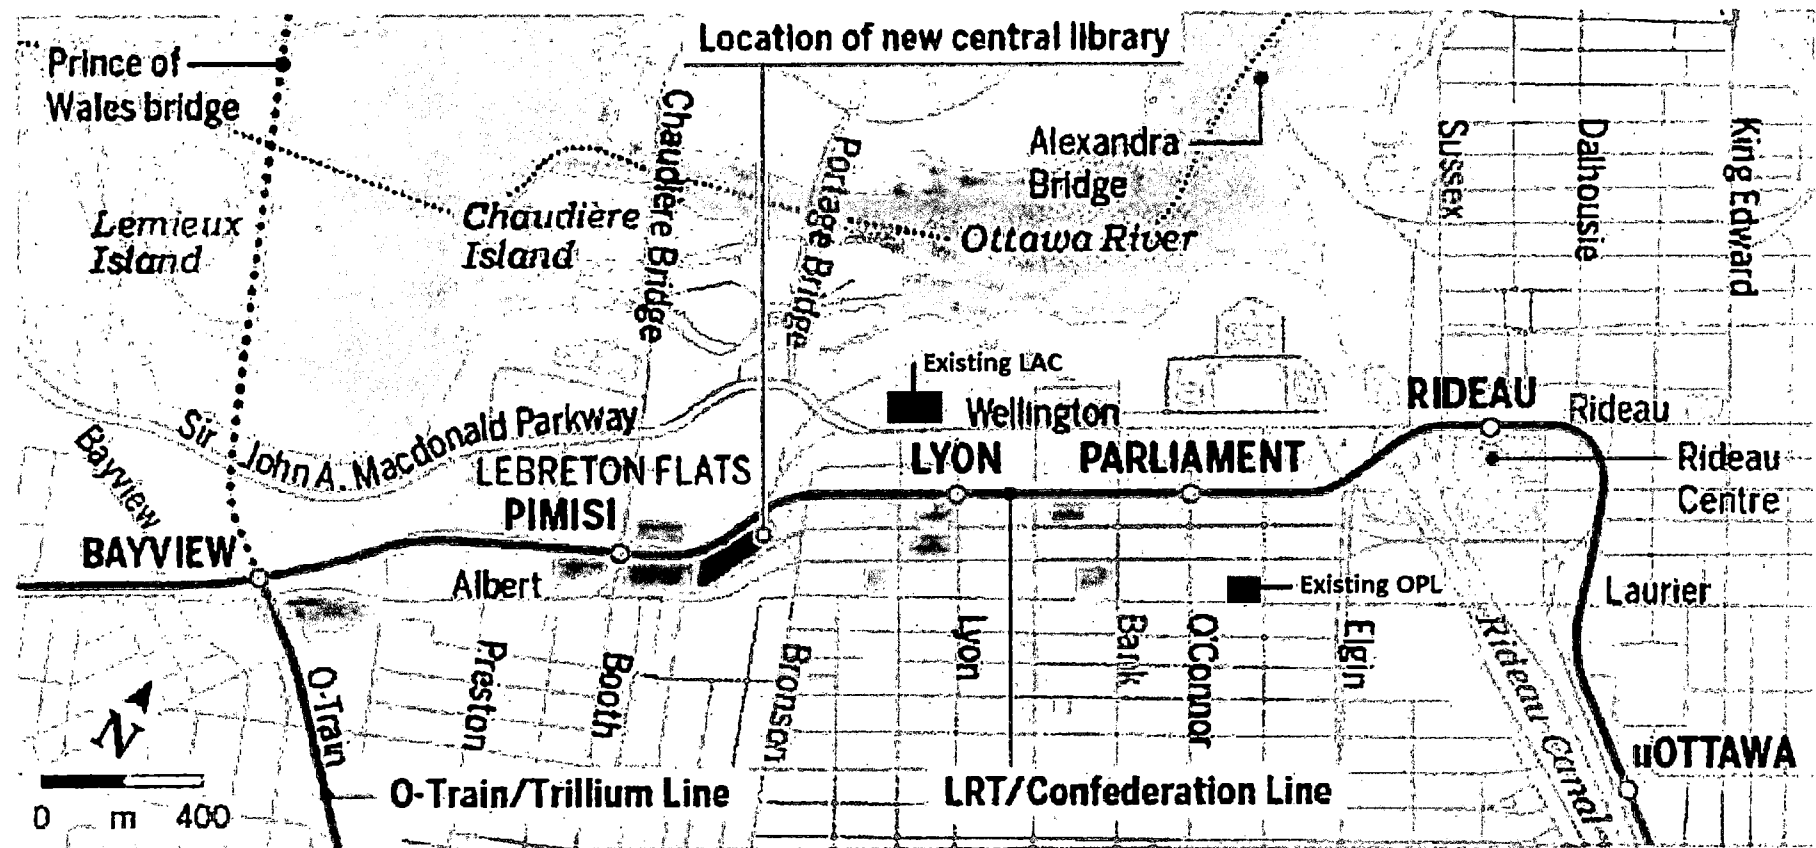 Location of new central library
Prince of
Wales bridge
Chaudière Bridge
Portage Bridge
Alexandra
Bridge
Sussex
Dalhousie
King Edward
Lemieux
Island
Chaudière
Island
Ottawa River
Existing LAC
Wellington
RIDEAU
Rideau
Sir John A. Macdonald Parkway
Bayview
LEBRETON FLATS
PIMISI
LYON
PARLIAMENT
Rideau
Centre
BAYVIEW
Albert
Existing OPL
Laurier
O-Train
Preston
Booth
Bronson
Lyon
Bank
O'Connor
Elgin
Rideau Canal
uOTTAWA
N
O-Train/Trillium Line
LRT/Confederation Line
0 m 400